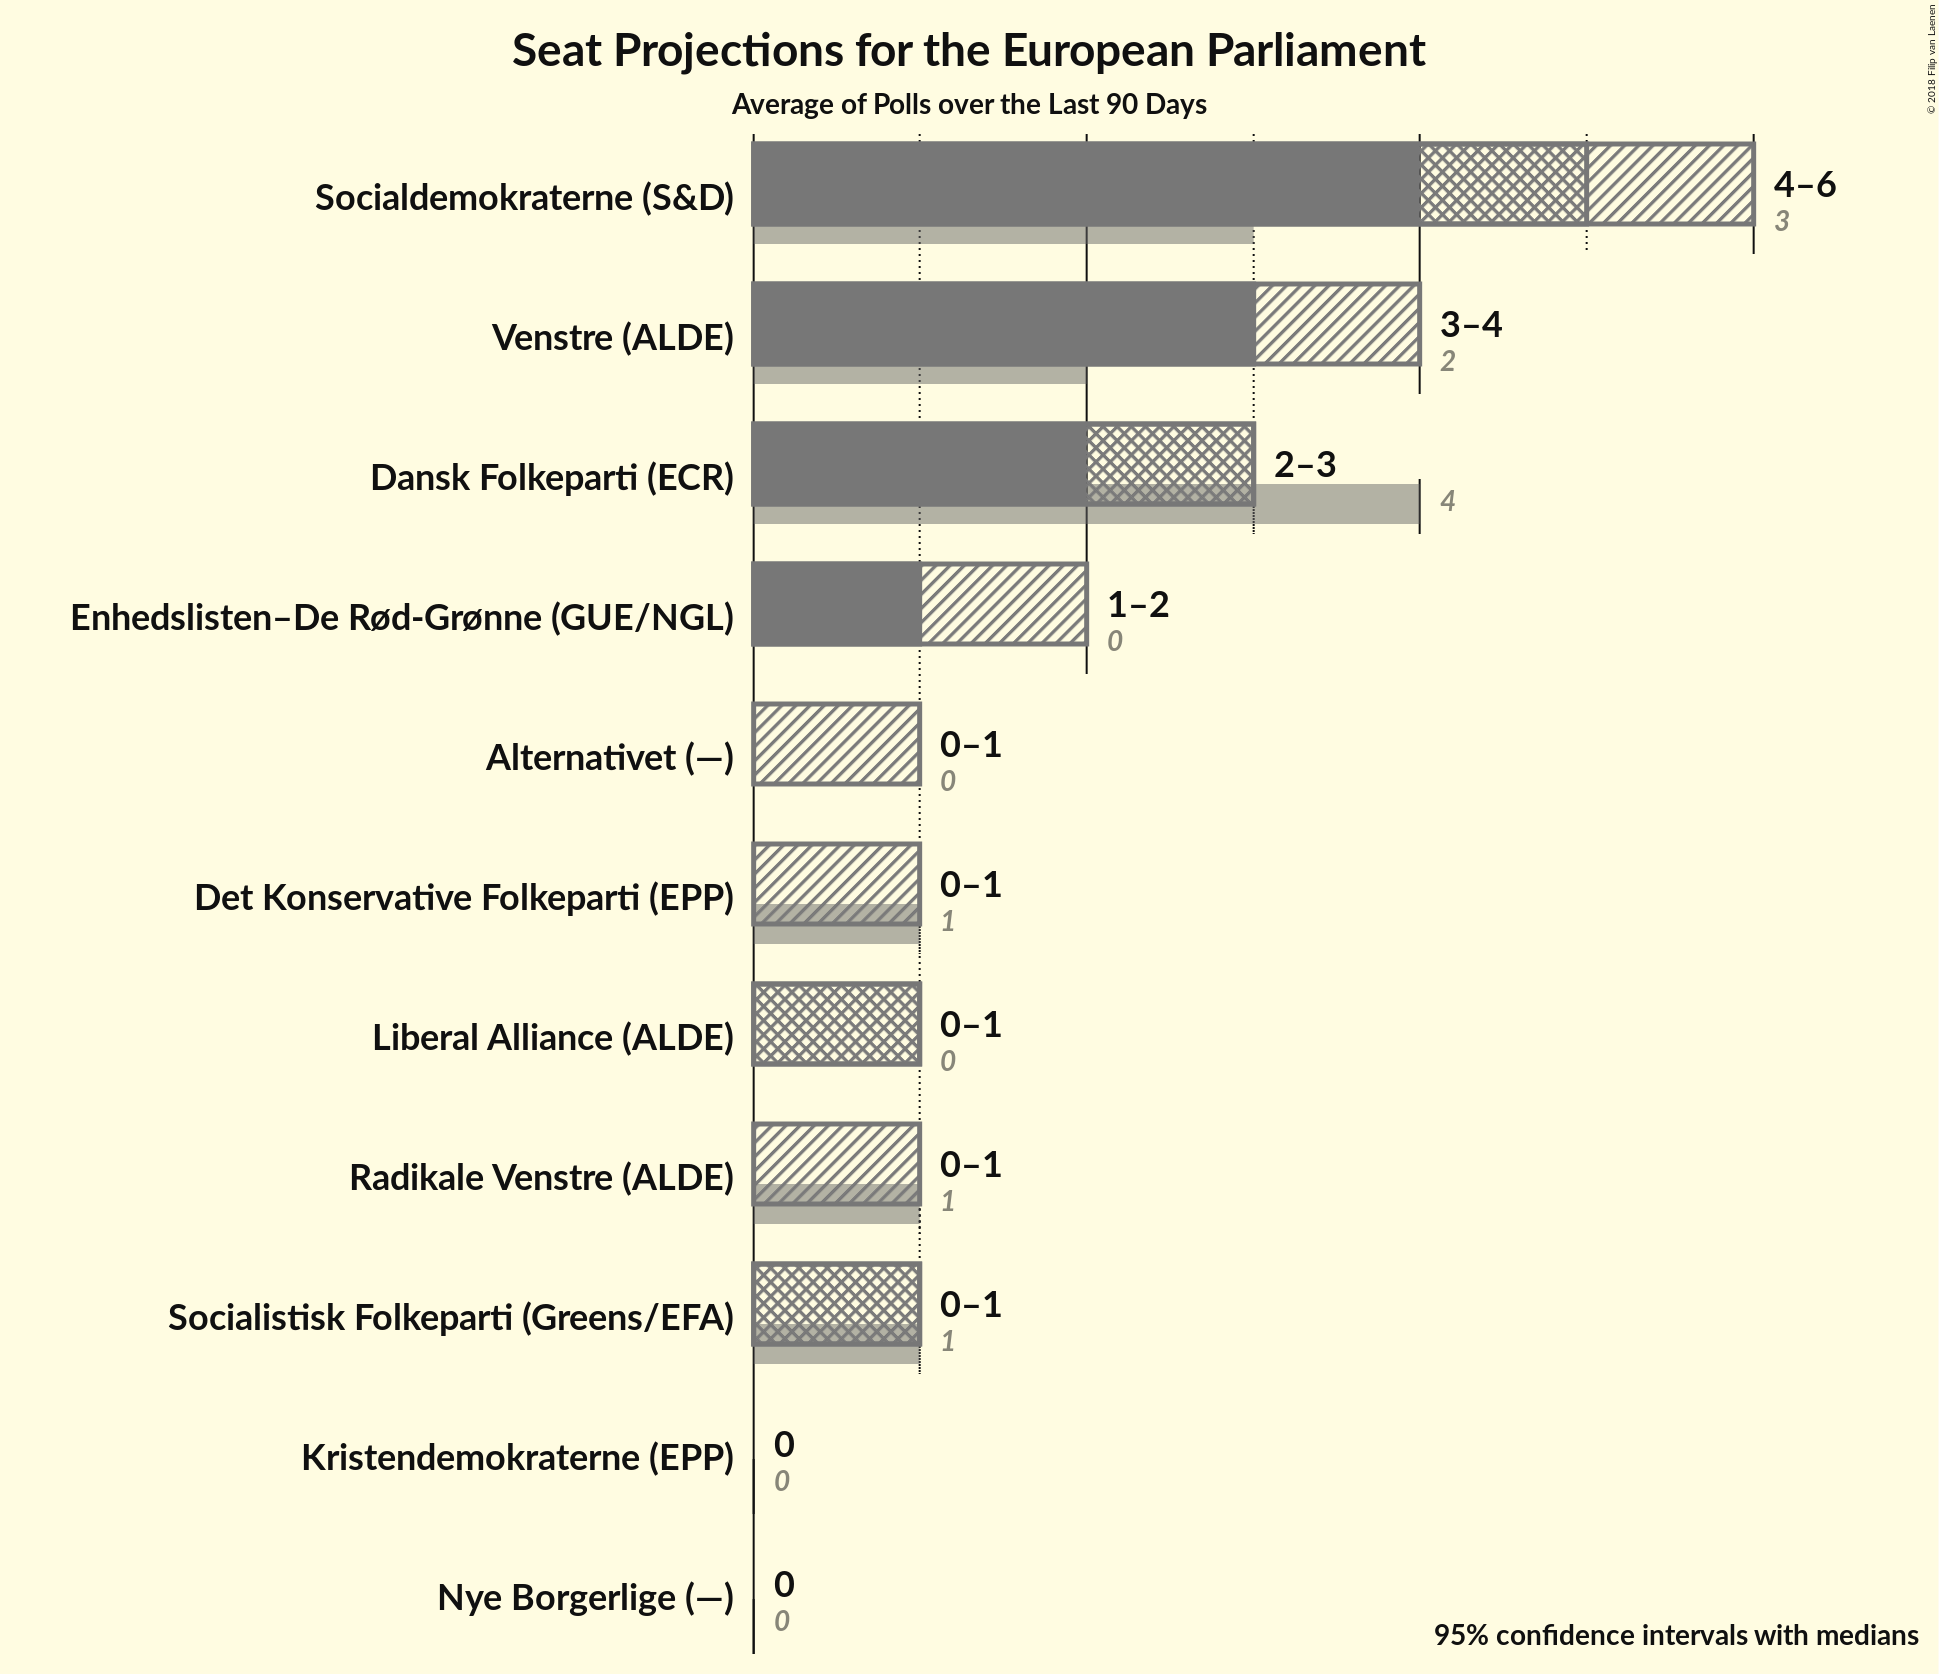 Seat Projections for the European Parliament
Average of Polls over the Last 90 Days
© 2018 Filip van Laenen
Socialdemokraterne (S&D)
4–6
3
Venstre (ALDE)
3–4
2
Dansk Folkeparti (ECR)
2–3
4
Enhedslisten–De Rød-Grønne (GUE/NGL)
1–2
0
Alternativet (—)
0–1
0
Det Konservative Folkeparti (EPP)
0–1
1
Liberal Alliance (ALDE)
0–1
0
Radikale Venstre (ALDE)
0–1
1
Socialistisk Folkeparti (Greens/EFA)
0–1
1
Kristendemokraterne (EPP)
0
0
Nye Borgerlige (—)
0
0
95% confidence intervals with medians